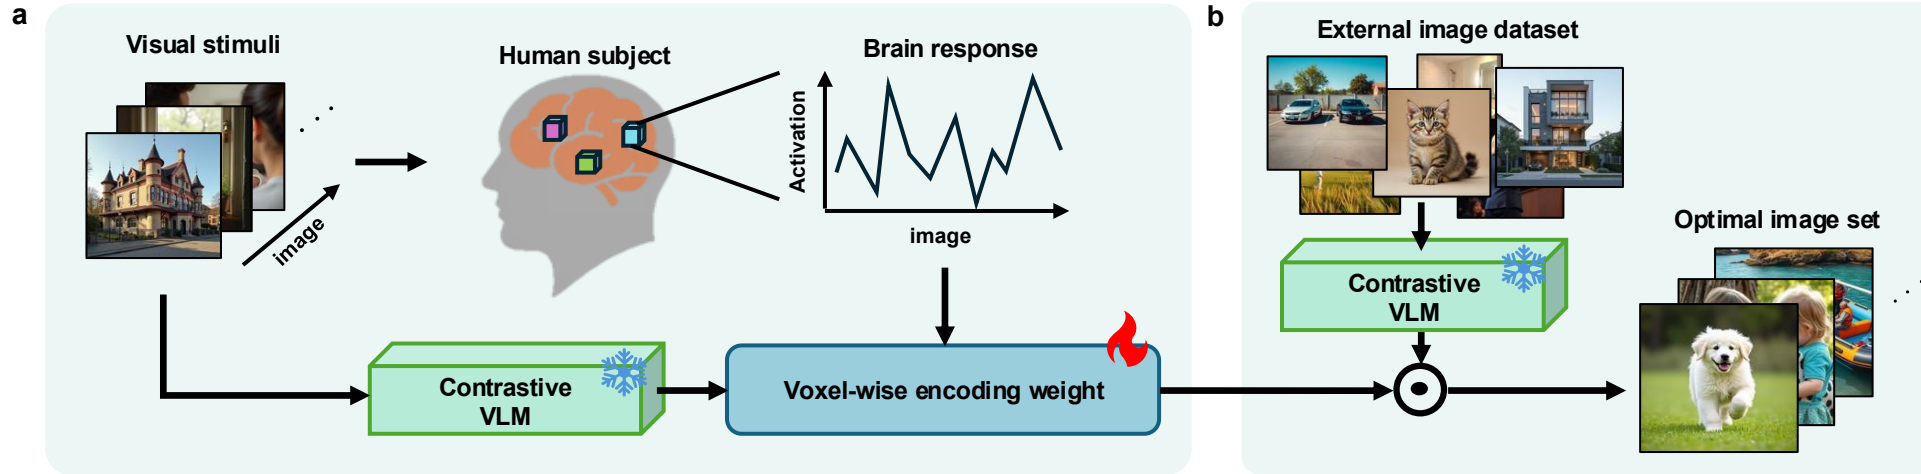 a
Visual stimuli
image
Human subject
Brain response
Activation
image
Contrastive
VLM
Voxel-wise encoding weight
b
External image dataset
Contrastive
VLM
Optimal image set